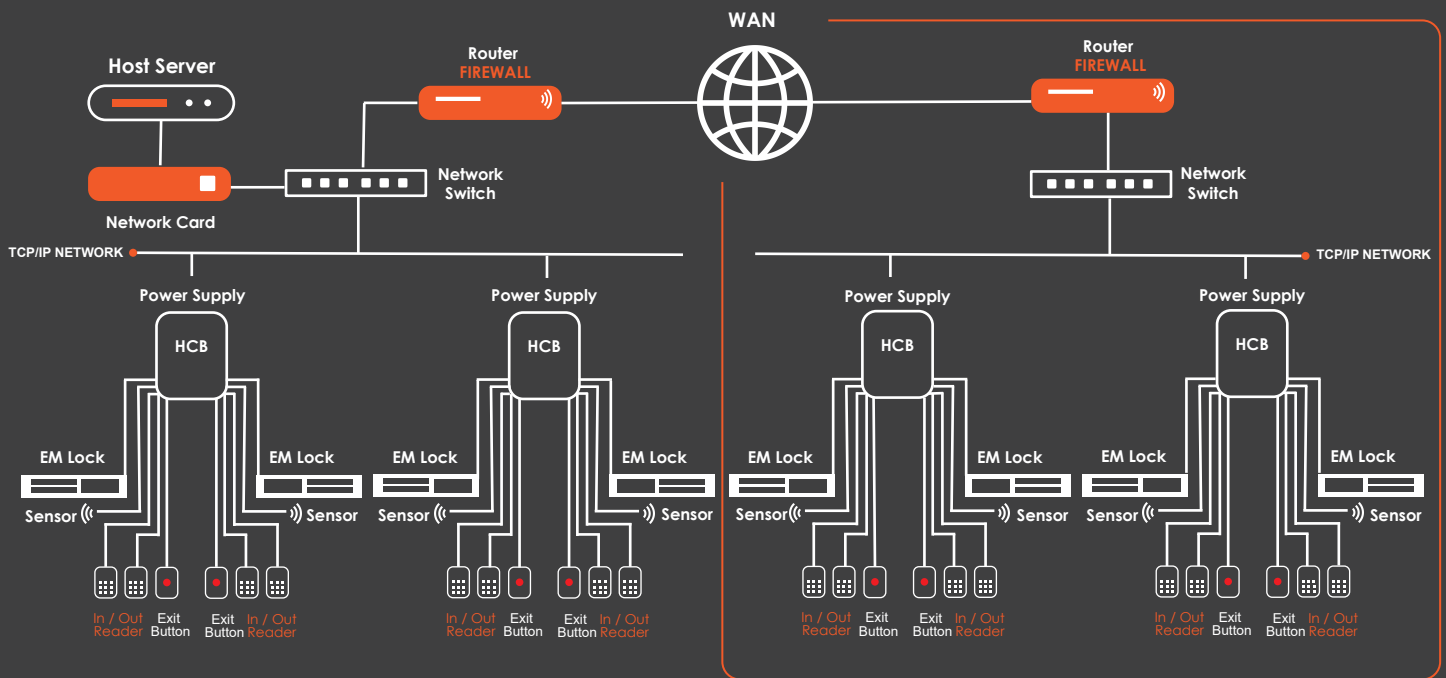 WAN
Host Server
Router
FIREWALL
Router
FIREWALL
Network
Switch
Network
Switch
Network Card
TCP/IP NETWORK
TCP/IP NETWORK
Power Supply
Power Supply
Power Supply
Power Supply
HCB
HCB
HCB
HCB
EM Lock
EM Lock
EM Lock
EM Lock
EM Lock
EM Lock
EM Lock
EM Lock
Sensor
Sensor
Sensor
Sensor
Sensor
Sensor
Sensor
Sensor
In / Out
Reader
Exit
Button
Exit
Button
In / Out
Reader
In / Out
Reader
Exit
Button
Exit
Button
In / Out
Reader
In / Out
Reader
Exit
Button
Exit
Button
In / Out
Reader
In / Out
Reader
Exit
Button
Exit
Button
In / Out
Reader